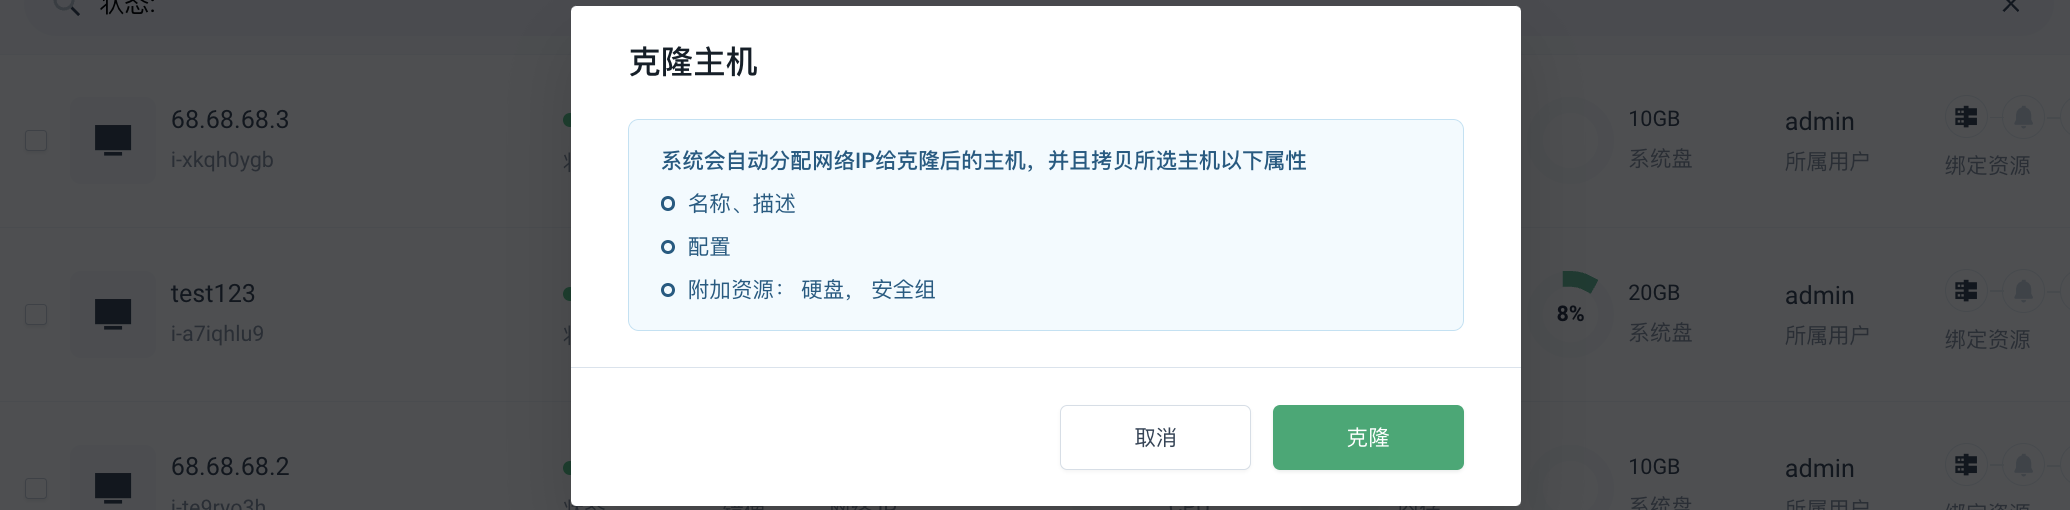 状态:
克隆主机
系统会自动分配网络IP给克隆后的主机，并且拷贝所选主机以下属性
名称、描述
配置
附加资源： 硬盘， 安全组
取消
克隆
68.68.68.3
i-xkqh0ygb
10GB
系统盘
admin
所属用户
绑定资源
test123
i-a7iqhlu9
8%
20GB
系统盘
admin
所属用户
绑定资源
68.68.68.2
10GB
系统盘
admin
所属用户
绑定资源